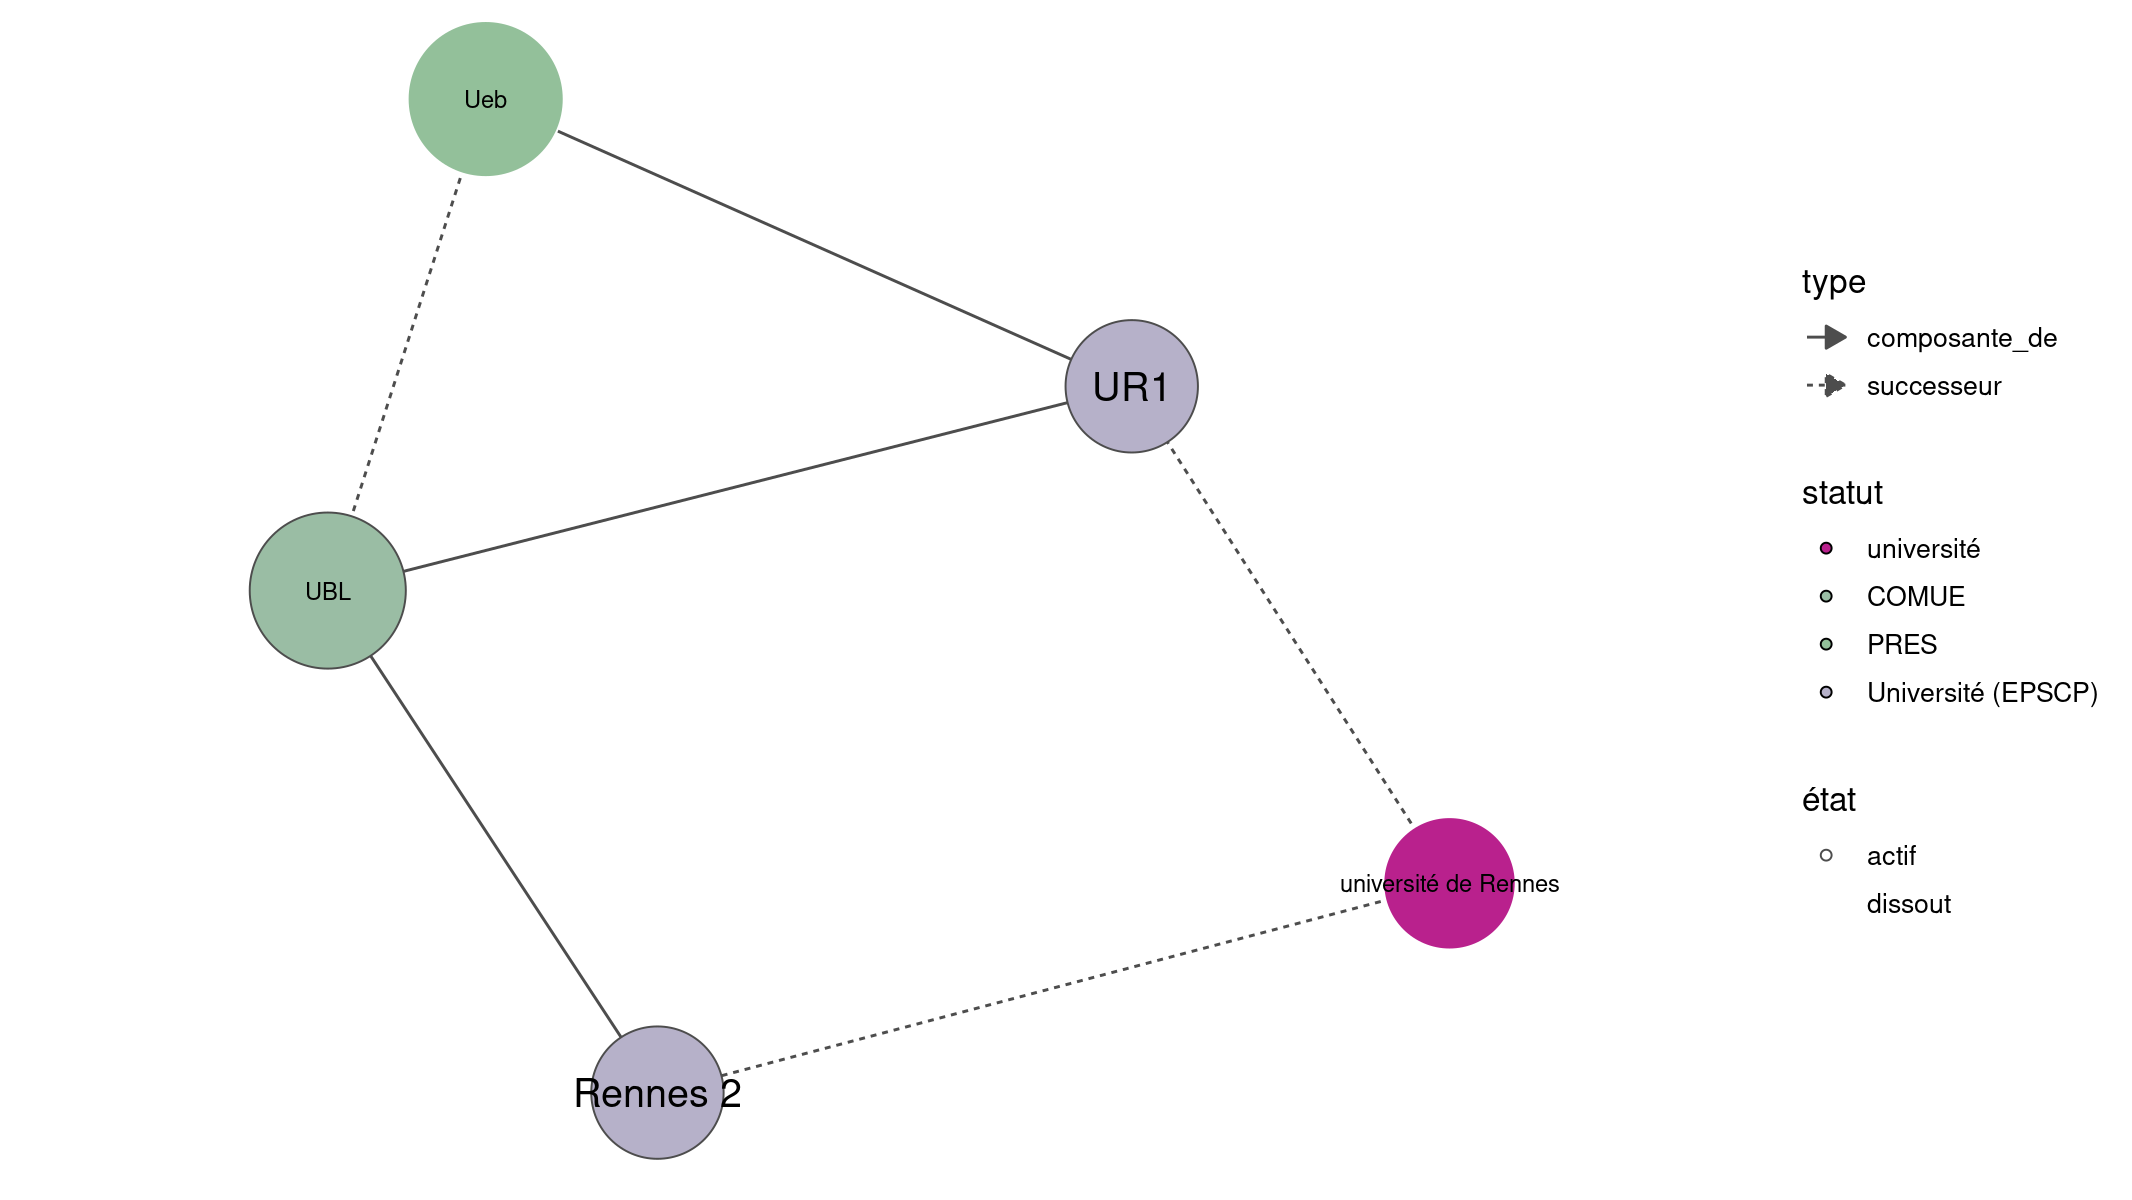 Ueb
UR1
UBL
université de Rennes
Rennes 2
type
composante_de
successeur
statut
université
COMUE
PRES
Université (EPSCP)
état
actif
dissout